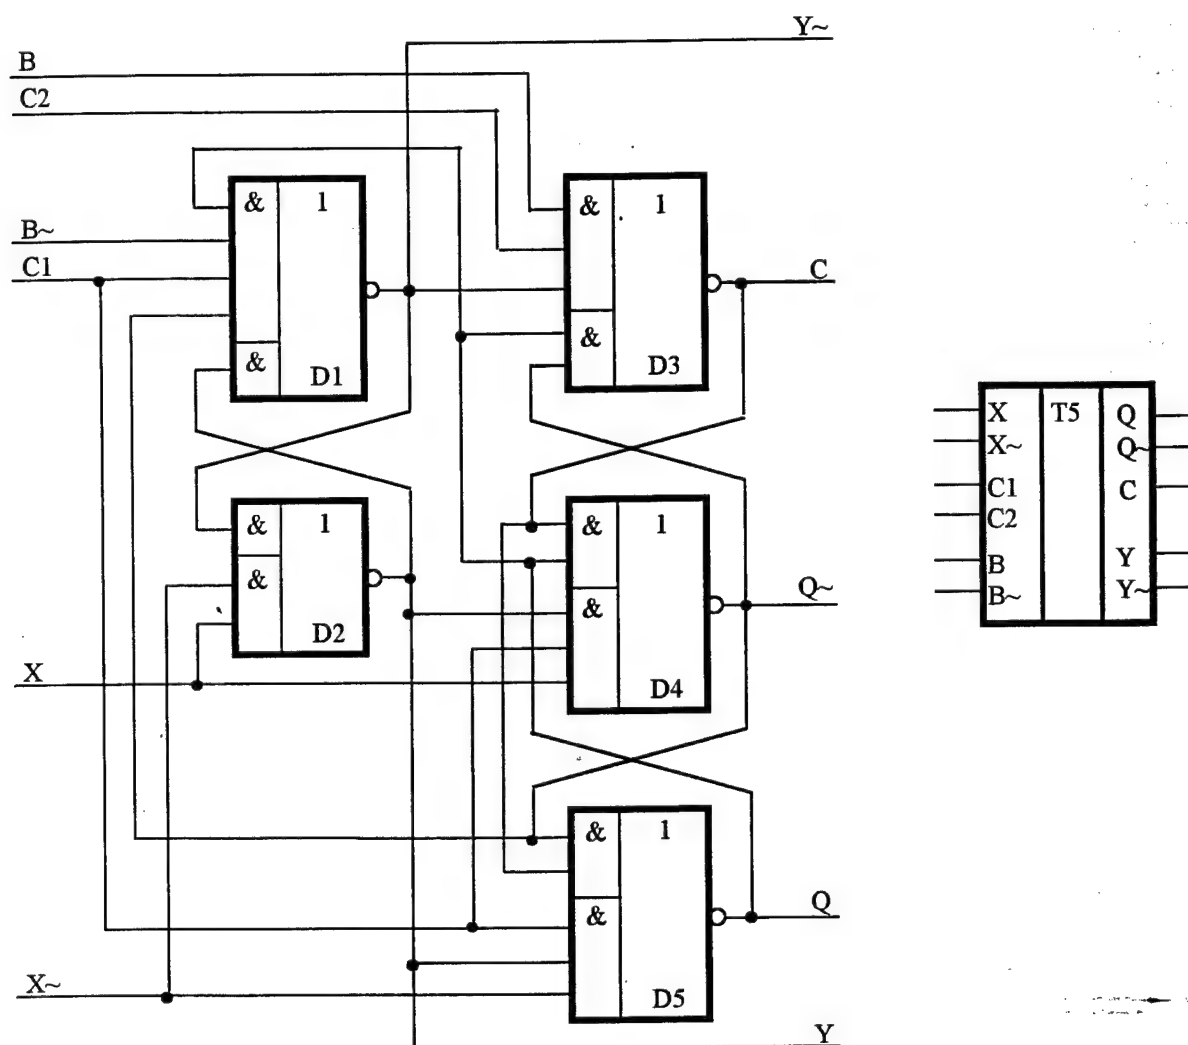 Y~
B
C2
& 1
& 1
B~
C1
C
&
& D1
D3
X T5 Q
X~ Q~
C1 C
C2
B Y
B~ Y~
& 1
& 1
&
&
Q~
D2
X
D4
& 1
&
Q
X~
D5
Y